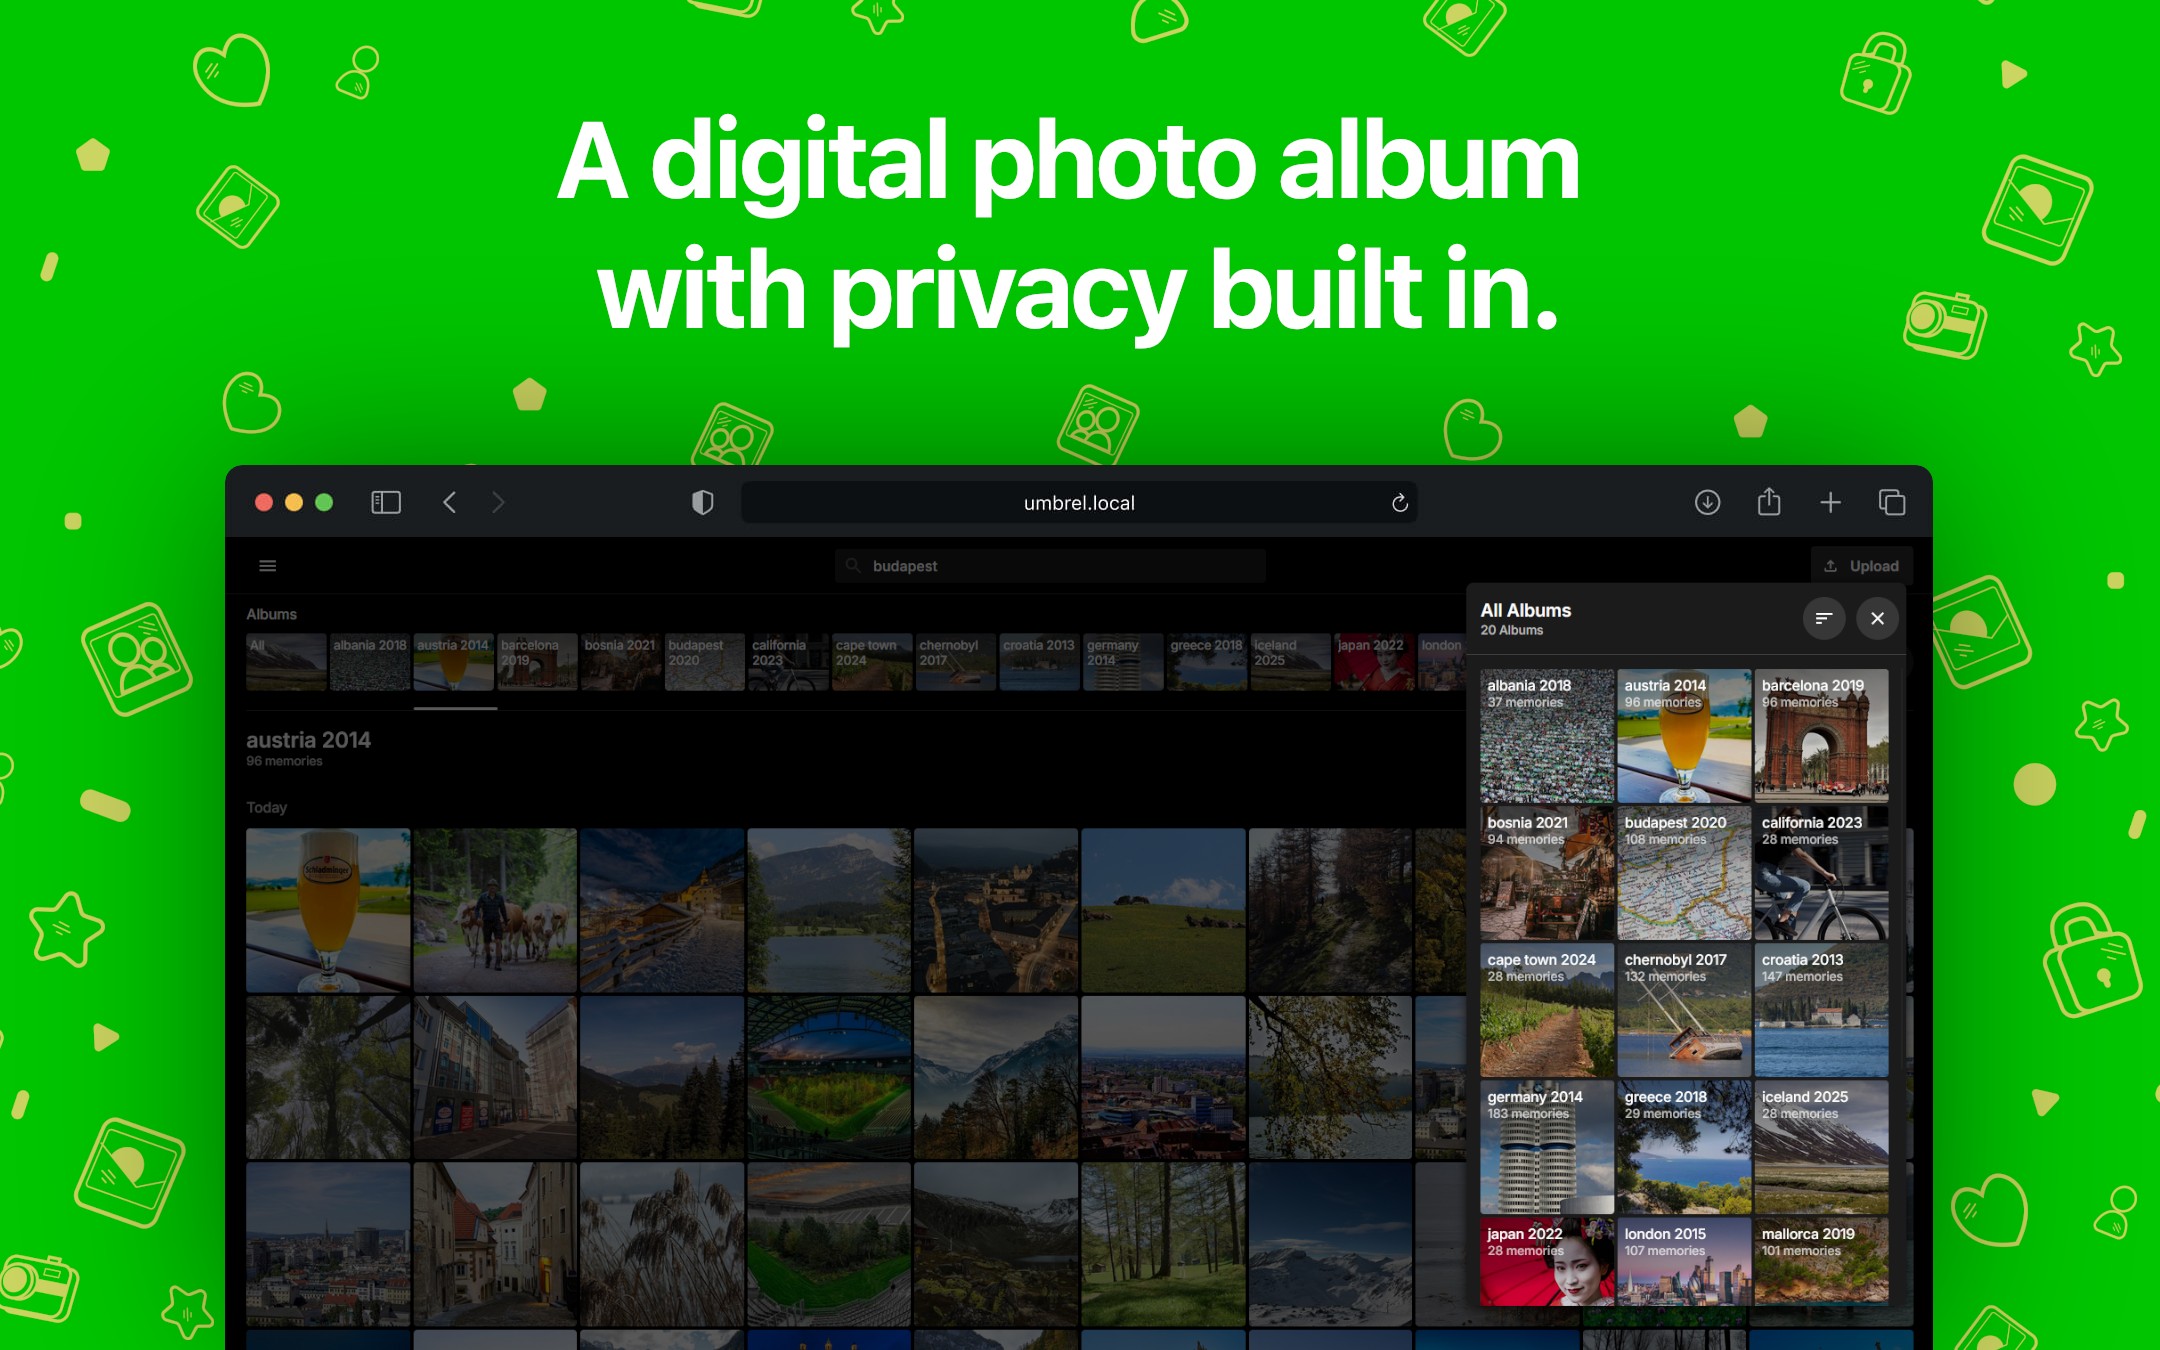 A digital photo album
with privacy built in.
umbrel.local
budapest
Upload
Albums
All
albania 2018
austria 2014
barcelona
2019
bosnia 2021
budapest
2020
california
2023
cape town
2024
chernobyl
2017
croatia 2013
germany
2014
greece 2018
iceland
2025
japan 2022
london
austria 2014
96 memories
Today
Schladminger
All Albums
20 Albums
albania 2018
37 memories
austria 2014
96 memories
barcelona 2019
96 memories
bosnia 2021
94 memories
budapest 2020
108 memories
california 2023
28 memories
cape town 2024
28 memories
chernobyl 2017
132 memories
croatia 2013
147 memories
germany 2014
183 memories
greece 2018
29 memories
iceland 2025
28 memories
japan 2022
28 memories
london 2015
107 memories
mallorca 2019
101 memories